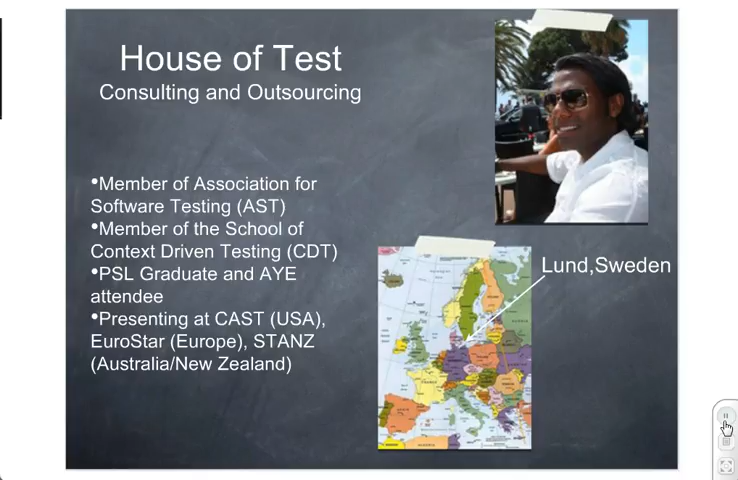 House of Test
Consulting and Outsourcing
•Member of Association for
Software Testing (AST)
•Member of the School of
Context Driven Testing (CDT)
•PSL Graduate and AYE
attendee
•Presenting at CAST (USA),
EuroStar (Europe), STANZ
(Australia/New Zealand)
Lund,Sweden